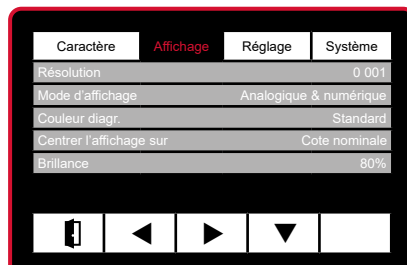 Caractère Affichage Réglage Système
Résolution 0 001
Mode d'affichage Analogique & numérique
Couleur diagr. Standard
Centrer l'affichage sur Cote nominale
Brillance 80%